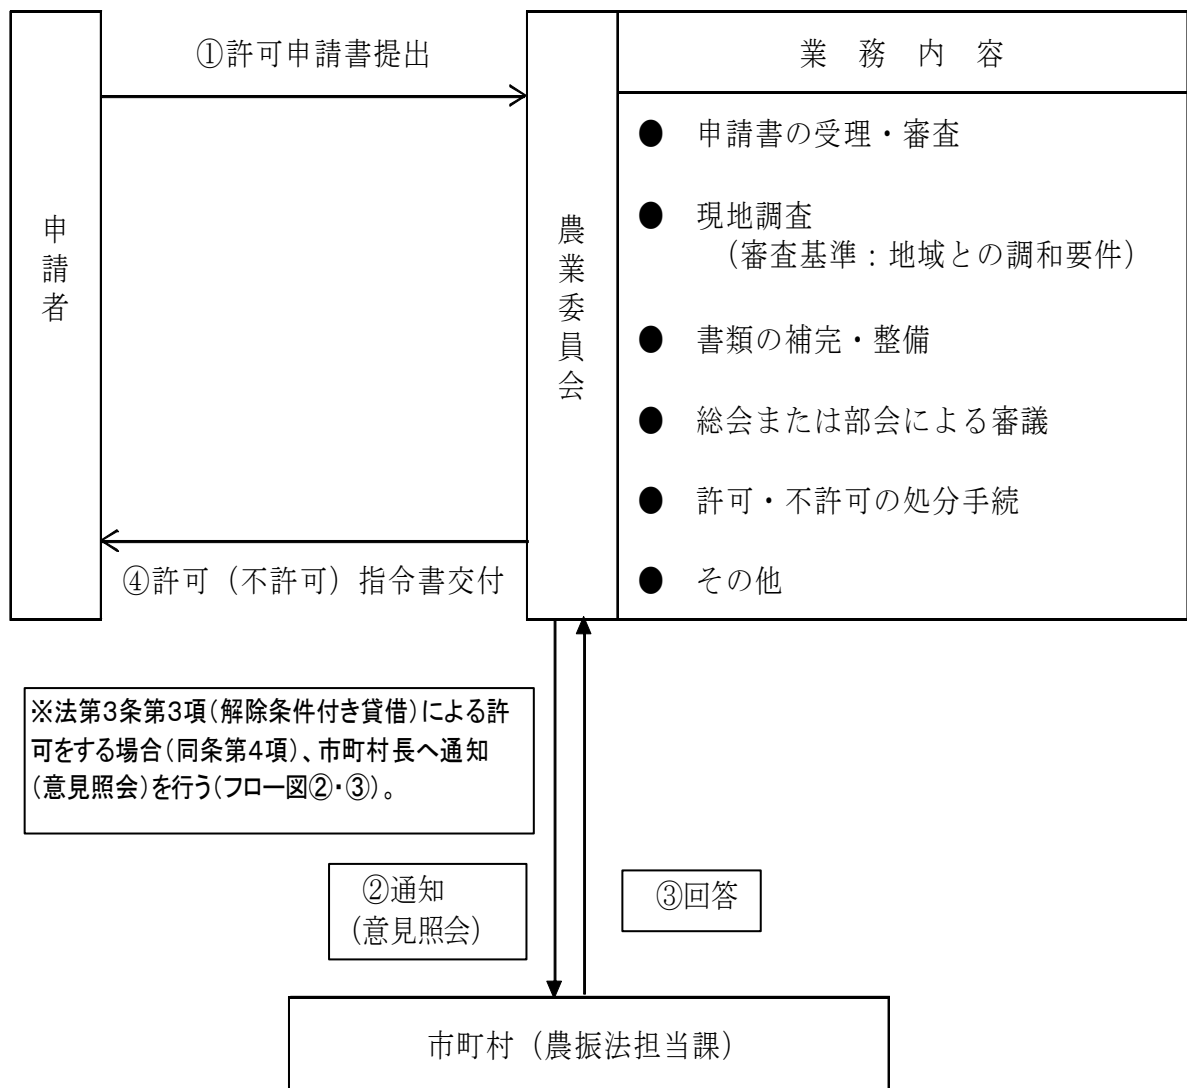 ①許可申請書提出
申請者
④許可（不許可）指令書交付
農業委員会
業務内容
● 申請書の受理・審査
● 現地調査
（審査基準：地域との調和要件）
● 書類の補完・整備
● 総会または部会による審議
● 許可・不許可の処分手続
● その他
※法第3条第3項(解除条件付き貸借)による許
可をする場合(同条第4項)、市町村長へ通知
(意見照会)を行う(フロー図②・③)。
②通知
(意見照会)
③回答
市町村（農振法担当課）